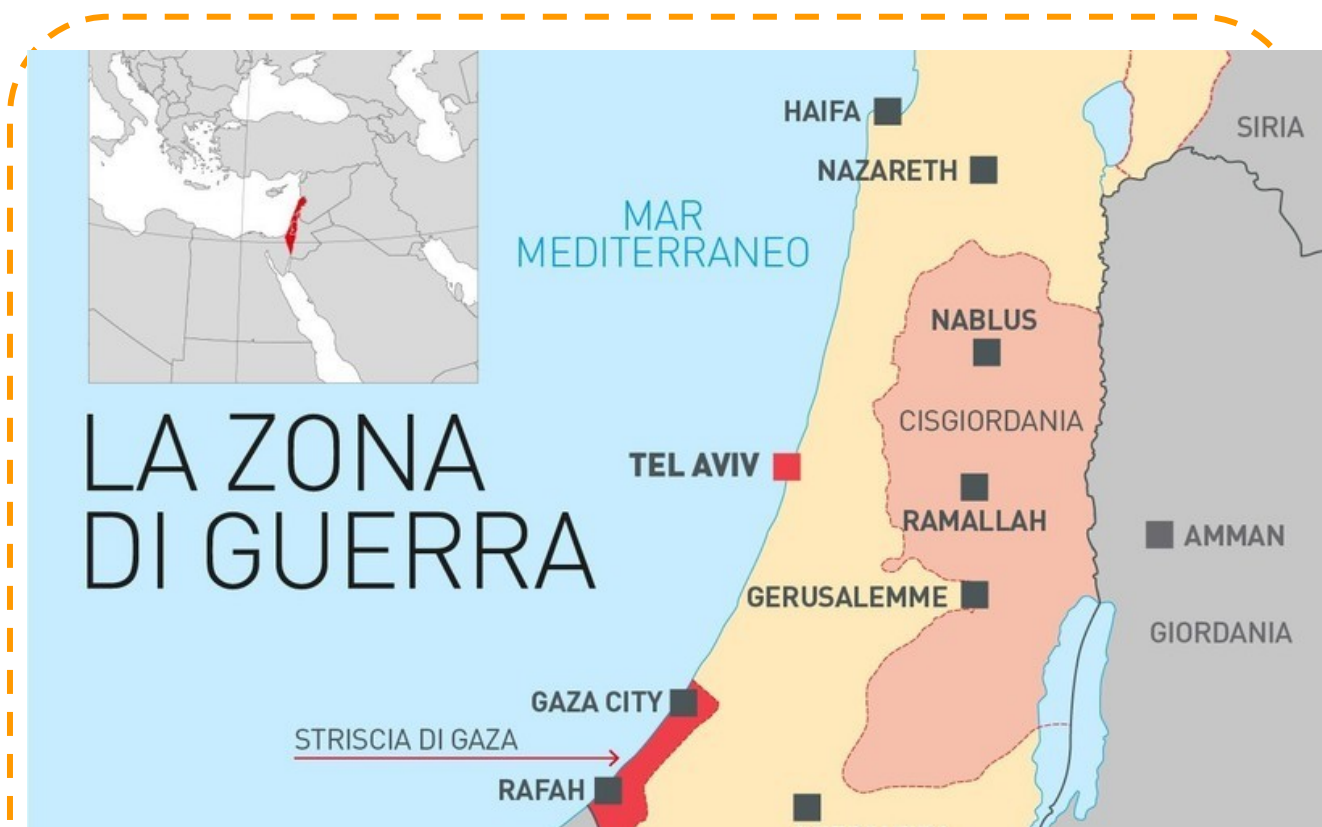 HAIFA
SIRIA
NAZARETH
MAR
MEDITERRANEO
NABLUS
CISGIORDANIA
LA ZONA
DI GUERRA
TEL AVIV
RAMALLAH
AMMAN
GERUSALEMME
GIORDANIA
GAZA CITY
STRISCIA DI GAZA
RAFAH